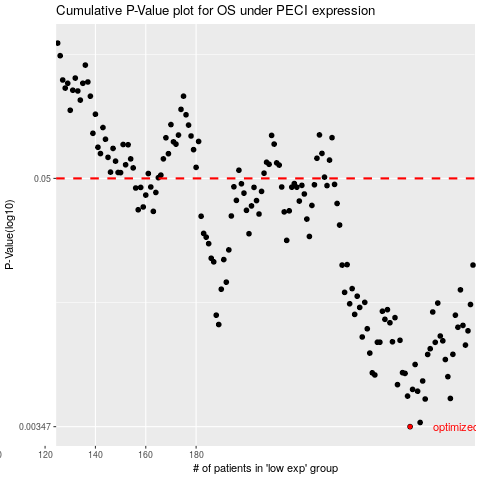 Cumulative P-Value plot for OS under PECI expression
P-Value(log10)
0.05
0.00347
optimized
0 120 140 160 180
# of patients in 'low exp' group